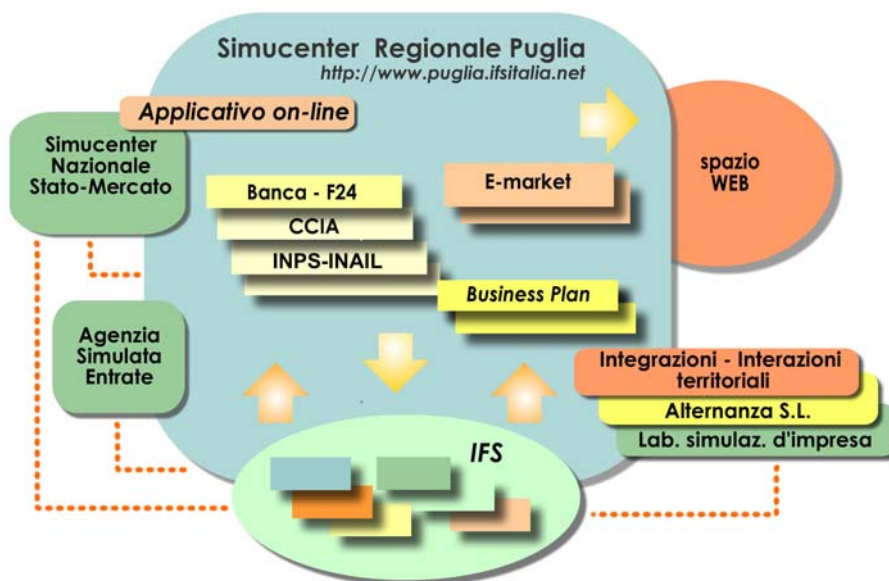 Simucenter Regionale Puglia
http://www.puglia.ifsitalia.net
Applicativo on-line
Simucenter
Nazionale
Stato-Mercato
spazio
WEB
E-market
Banca - F24
CCIA
INPS-INAIL
Business Plan
Agenzia
Simulata
Entrate
Integrazioni - Interazioni
territoriali
Alternanza S.L.
Lab. simulaz. d'impresa
IFS